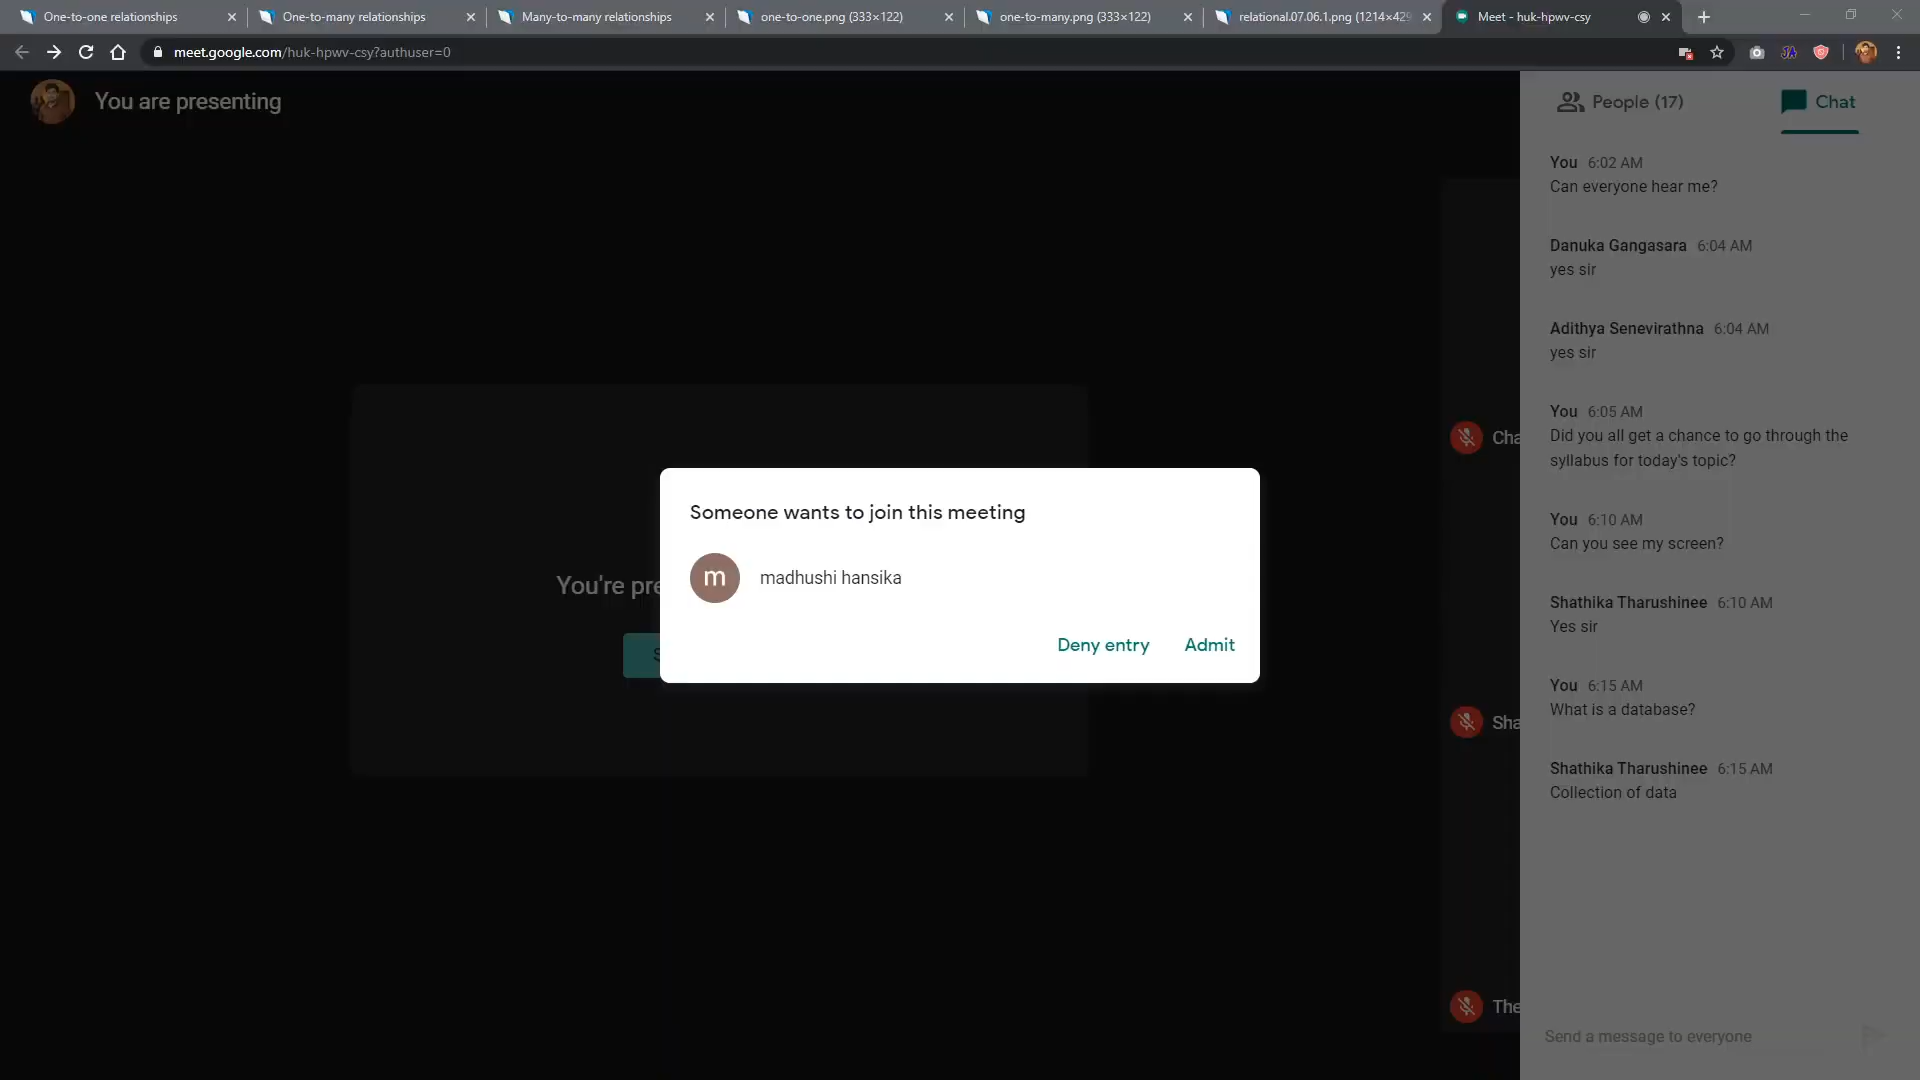 One-to-one relationships
One-to-many relationships
Many-to-many relationships
one-to-one.png (333×122)
one-to-many.png (333×122)
relational.07.06.1.png (1214×429
Meet - huk-hpwv-csy
meet.google.com/huk-hpwv-csy?authuser=0
You are presenting
People (17)
Chat
You 6:02 AM
Can everyone hear me?
Danuka Gangasara 6:04 AM
yes sir
Adithya Senevirathna 6:04 AM
yes sir
You 6:05 AM
Did you all get a chance to go through the
syllabus for today's topic?
You 6:10 AM
Can you see my screen?
Shathika Tharushinee 6:10 AM
Yes sir
You 6:15 AM
What is a database?
Shathika Tharushinee 6:15 AM
Collection of data
Send a message to everyone
Cha
Sha
The
You're pre
S
Someone wants to join this meeting
m
madhushi hansika
Deny entry
Admit